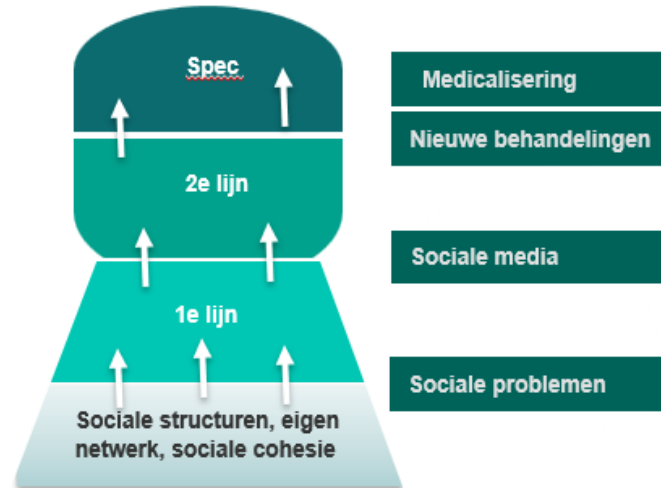 Spec
2e lijn
1e lijn
Sociale structuren, eigen
netwerk, sociale cohesie
Medicalisering
Nieuwe behandelingen
Sociale media
Sociale problemen